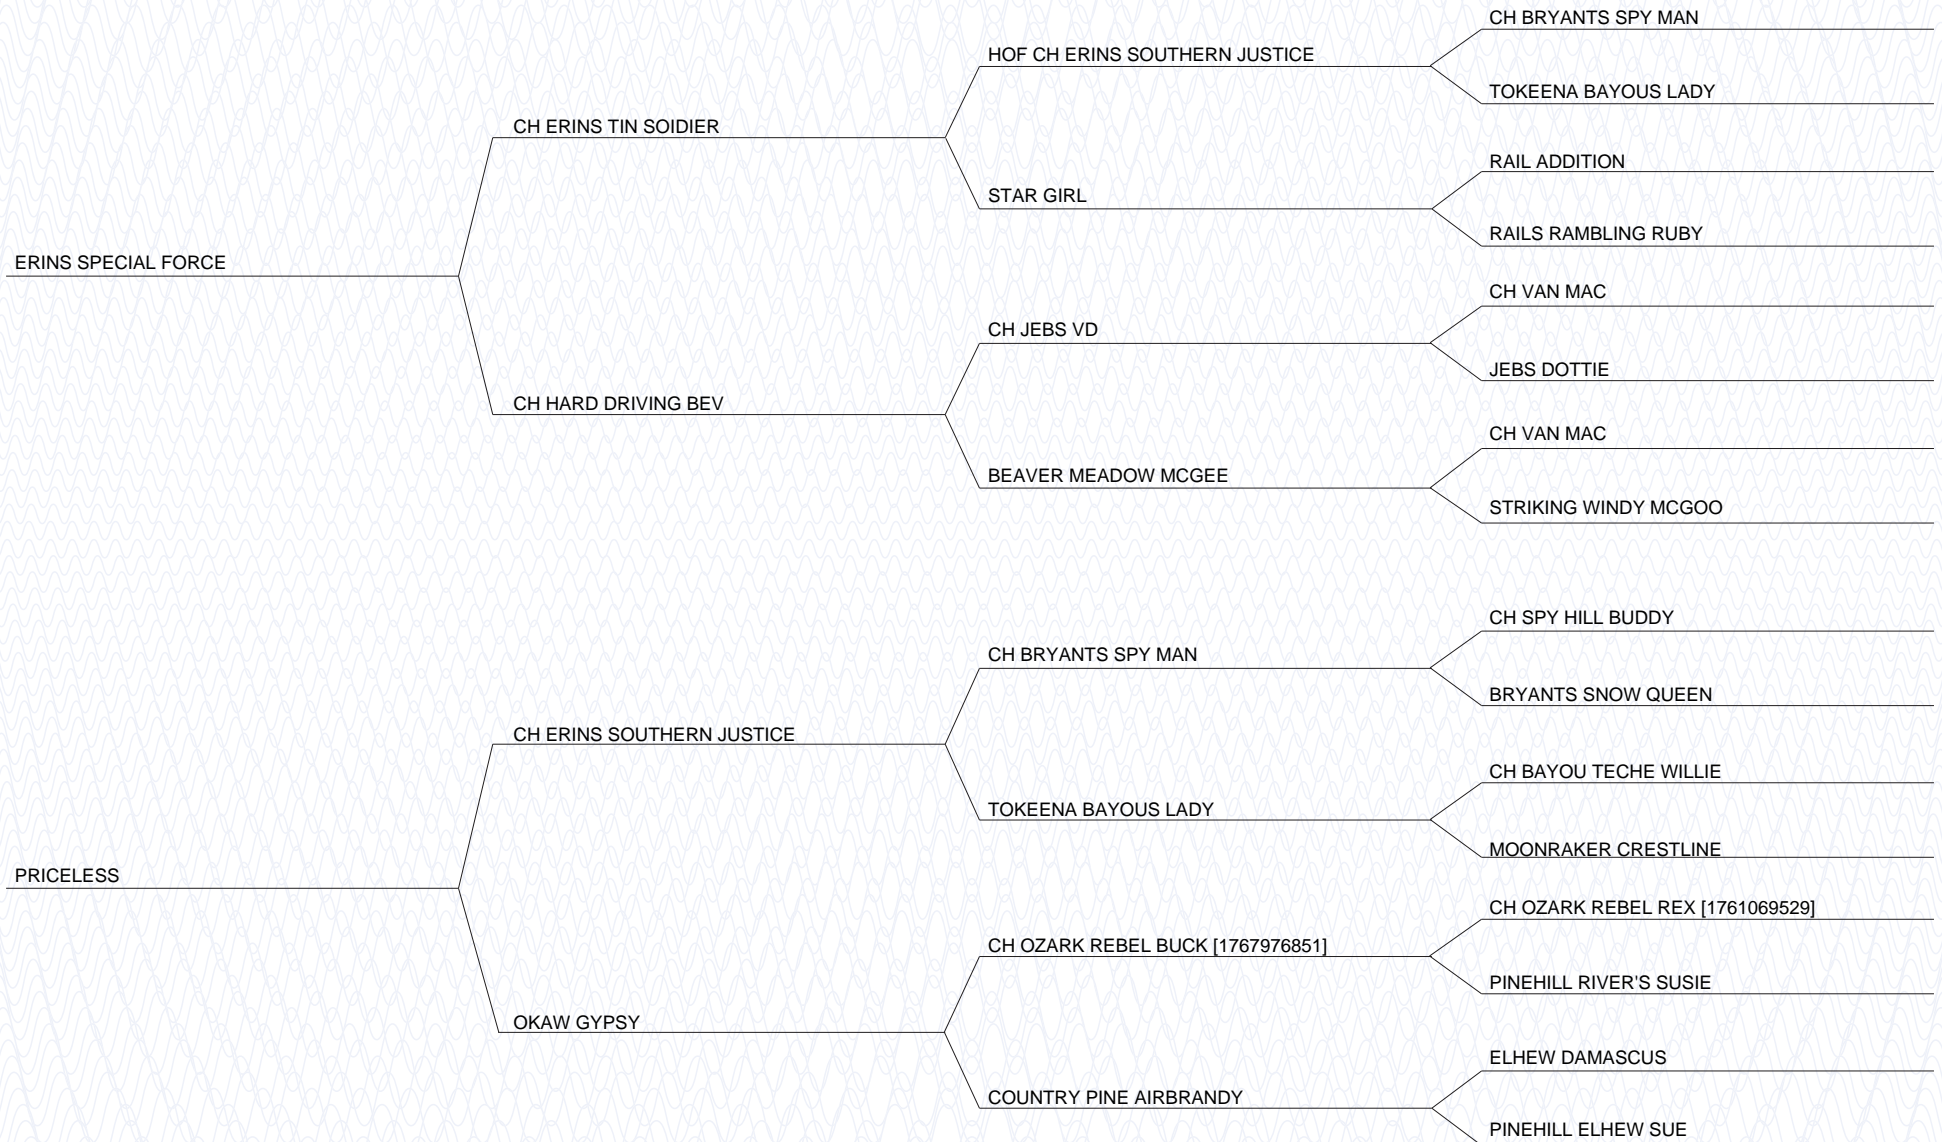 CH BRYANTS SPY MAN
HOF CH ERINS SOUTHERN JUSTICE
TOKEENA BAYOUS LADY
CH ERINS TIN SOIDIER
RAIL ADDITION
STAR GIRL
RAILS RAMBLING RUBY
ERINS SPECIAL FORCE
CH VAN MAC
CH JEBS VD
JEBS DOTTIE
CH HARD DRIVING BEV
CH VAN MAC
BEAVER MEADOW MCGEE
STRIKING WINDY MCGOO
CH SPY HILL BUDDY
CH BRYANTS SPY MAN
BRYANTS SNOW QUEEN
CH ERINS SOUTHERN JUSTICE
CH BAYOU TECHE WILLIE
TOKEENA BAYOUS LADY
MOONRAKER CRESTLINE
PRICELESS
CH OZARK REBEL REX [1761069529]
CH OZARK REBEL BUCK [1767976851]
PINEHILL RIVER'S SUSIE
OKAW GYPSY
ELHEW DAMASCUS
COUNTRY PINE AIRBRANDY
PINEHILL ELHEW SUE